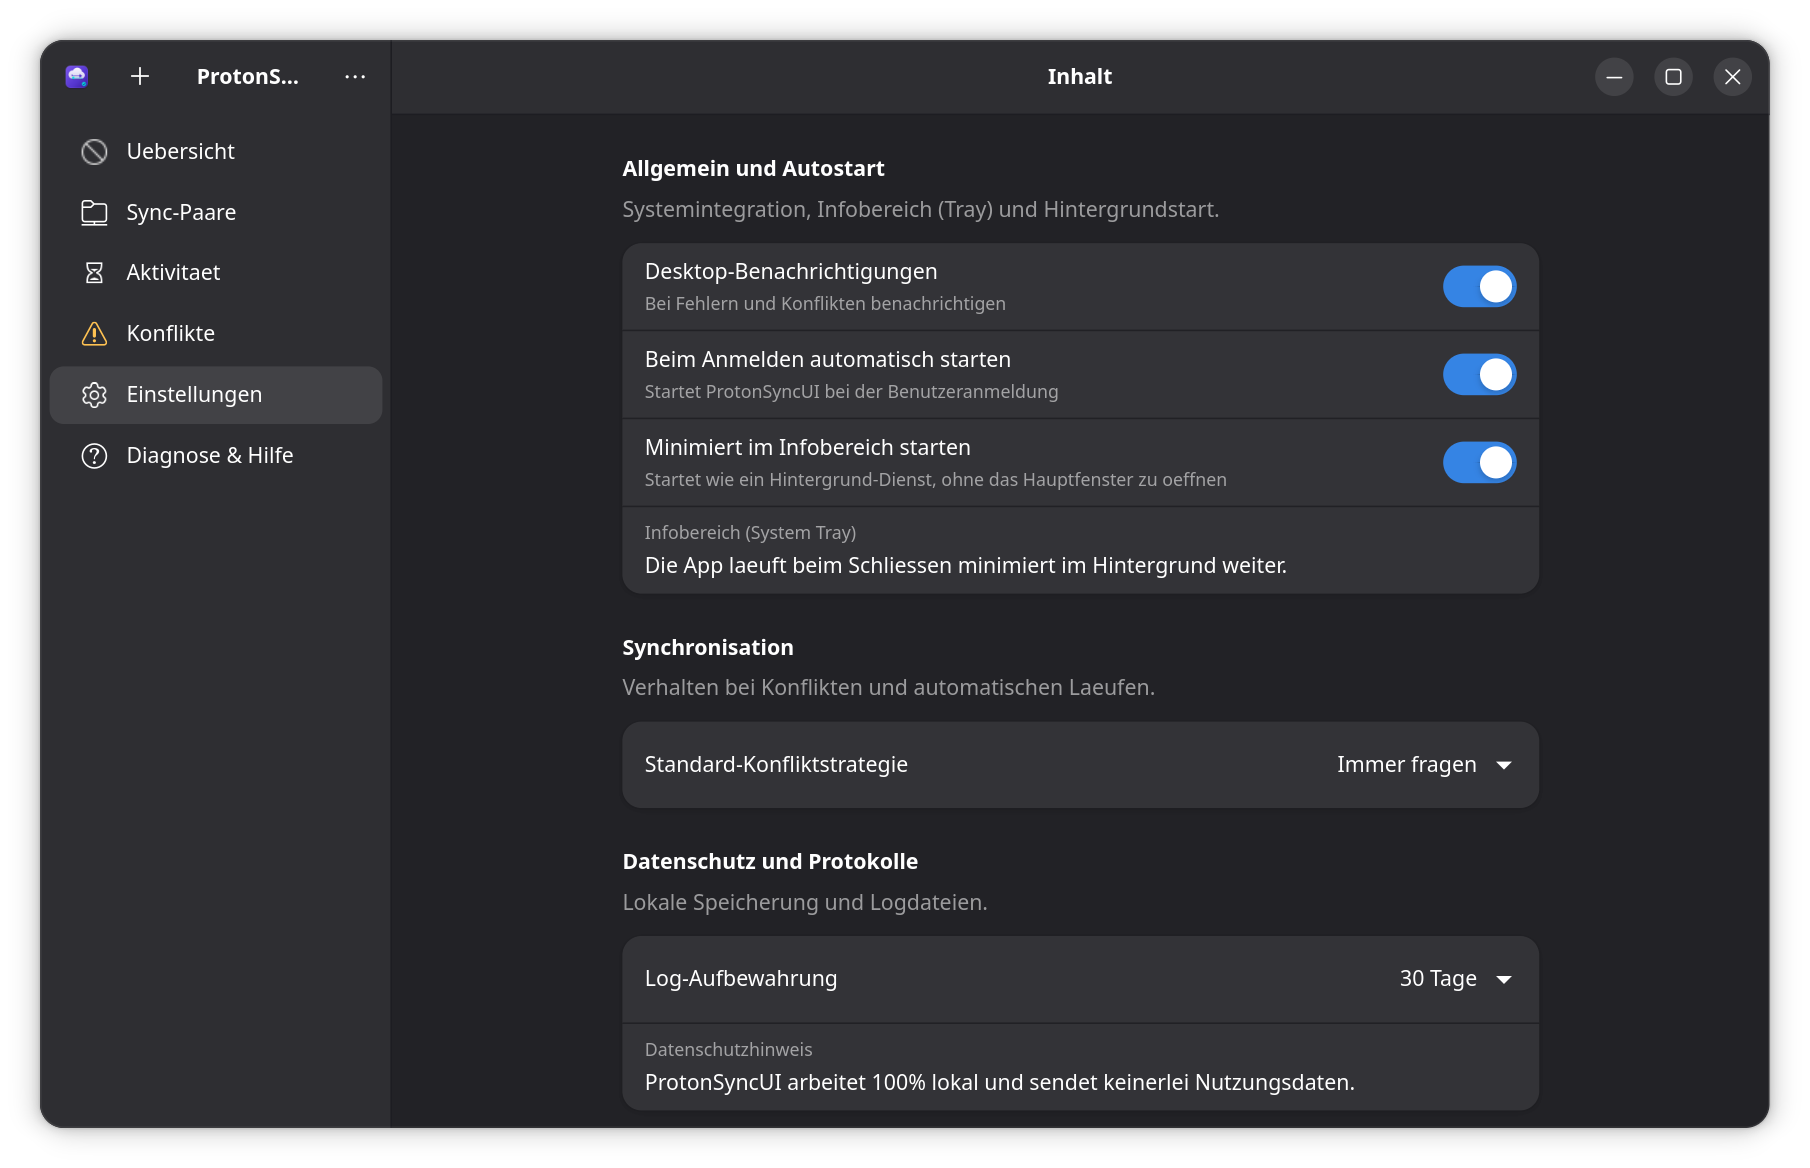 ProtonS...
Inhalt
Uebersicht
Sync-Paare
Aktivitaet
Konflikte
Einstellungen
Diagnose & Hilfe
Allgemein und Autostart
Systemintegration, Infobereich (Tray) und Hintergrundstart.
Desktop-Benachrichtigungen
Bei Fehlern und Konflikten benachrichtigen
Beim Anmelden automatisch starten
Startet ProtonSyncUI bei der Benutzeranmeldung
Minimiert im Infobereich starten
Startet wie ein Hintergrund-Dienst, ohne das Hauptfenster zu oeffnen
Infobereich (System Tray)
Die App laeuft beim Schliessen minimiert im Hintergrund weiter.
Synchronisation
Verhalten bei Konflikten und automatischen Laeufen.
Standard-Konfliktstrategie
Immer fragen
Datenschutz und Protokolle
Lokale Speicherung und Logdateien.
Log-Aufbewahrung
30 Tage
Datenschutzhinweis
ProtonSyncUI arbeitet 100% lokal und sendet keinerlei Nutzungsdaten.